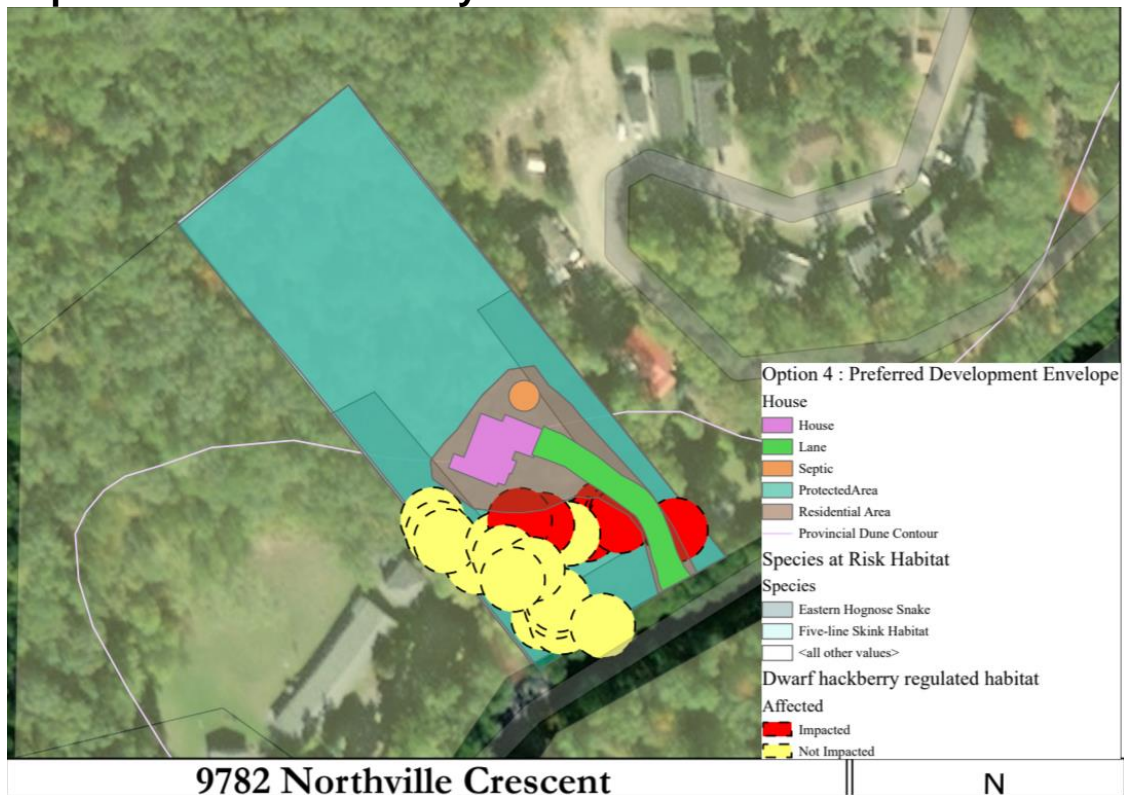 Option 4 : Preferred Development Envelope
House
House
Lane
Septic
ProtectedArea
Residential Area
Provincial Dune Contour
Species at Risk Habitat
Species
Eastern Hognose Snake
Five-line Skink Habitat
<all other values>
Dwarf hackberry regulated habitat
Affected
Impacted
Not Impacted
9782 Northville Crescent
N